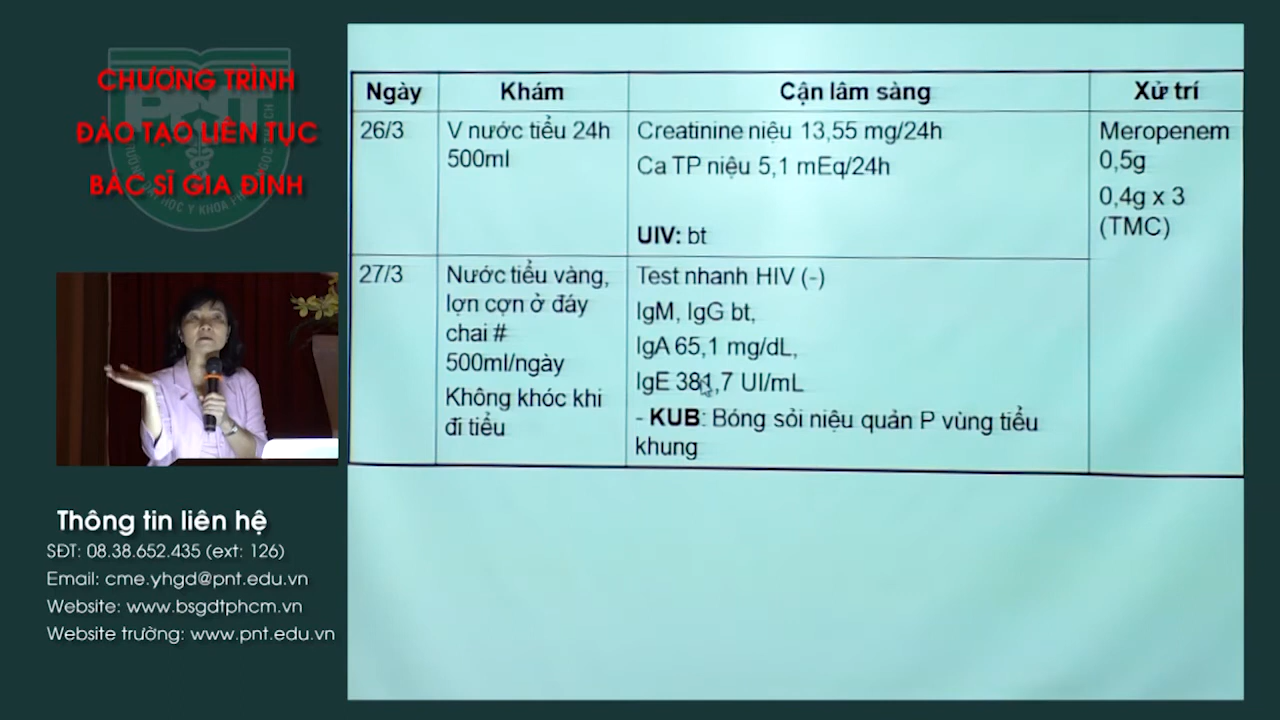 CHƯƠNG TRÌNH
ĐÀO TẠO LIÊN TỤC
BÁC SĨ GIA ĐÌNH
PNT
Thông tin liên hệ
SĐT: 08.38.652.435 (ext: 126)
Email: cme.yhgd@pnt.edu.vn
Website: www.bsgdtphcm.vn
Website trường: www.pnt.edu.vn
Ngày Khám Cận lâm sàng Xử trí
26/3
V nước tiểu 24h
500ml
Creatinine niệu 13,55 mg/24h
Ca TP niệu 5,1 mEq/24h
UIV: bt
Meropenem
0,5g
0,4g x 3
(TMC)
27/3
Nước tiểu vàng,
lợn cợn ở đáy
chai #
500ml/ngày
Không khóc khi
đi tiểu
Test nhanh HIV (-)
IgM, IgG bt,
IgA 65,1 mg/dL,
IgE 381,7 UI/mL
- KUB: Bóng sỏi niệu quản P vùng tiểu
khung